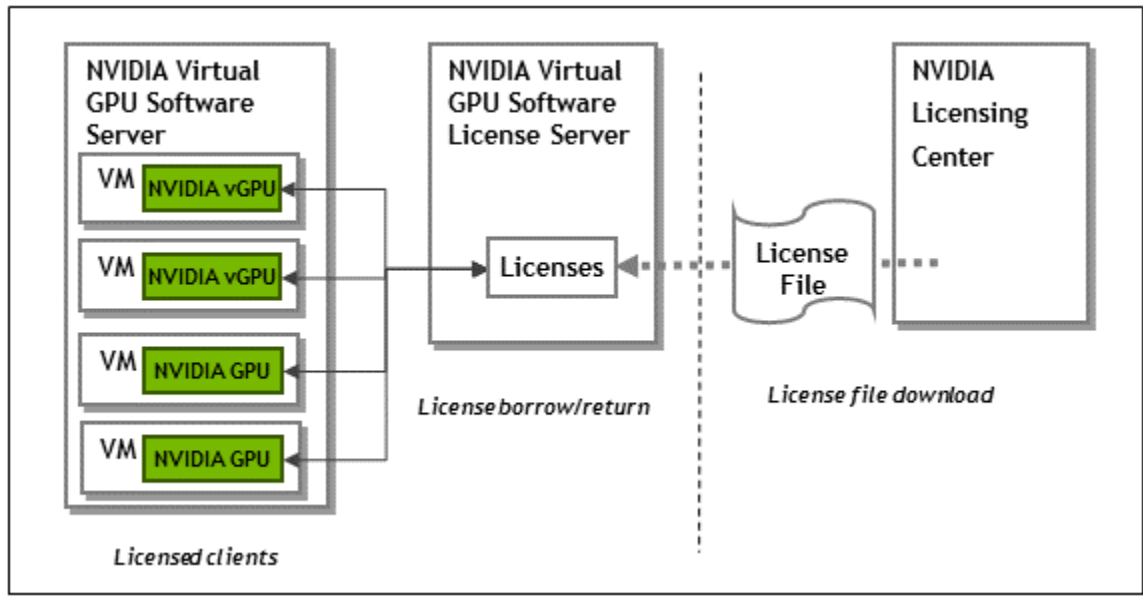 NVIDIA Virtual
GPU Software
Server
VM
NVIDIA vGPU
VM
NVIDIA vGPU
VM
NVIDIA GPU
VM
NVIDIA GPU
Licensed clients
NVIDIA Virtual
GPU Software
License Server
Licenses
License borrow/return
NVIDIA
Licensing
Center
License
File
License file download